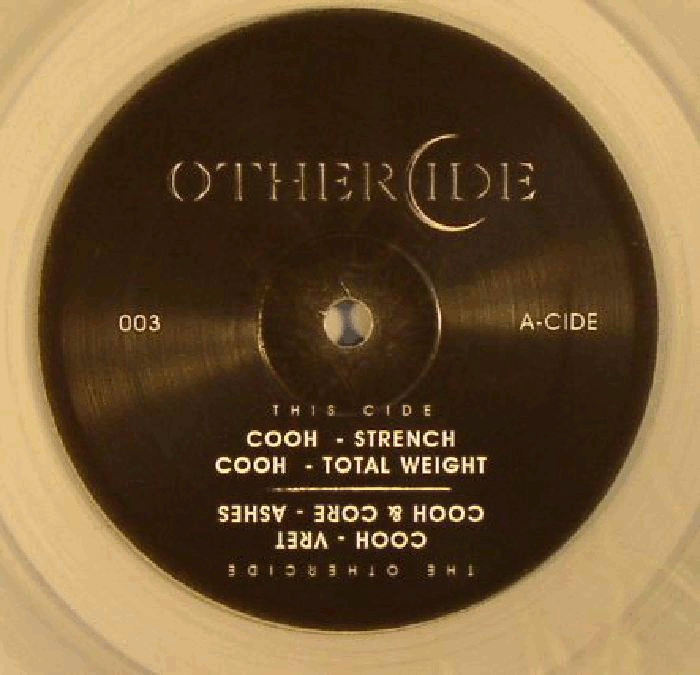 OTHERCIDE
003
A-CIDE
THIS CIDE
COOH - STRENCH
COOH - TOTAL WEIGHT
COOH & CORE - ASHES
COOH - VRET
THE OTHERCIDE